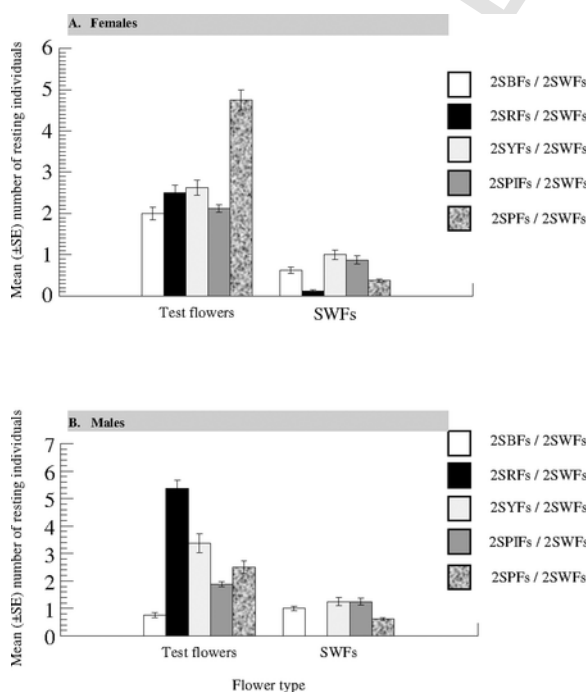 A. Females
Mean (±SE) number of resting individuals
6
5
4
3
2
1
0
Test flowers
SWFs
2SBFs / 2SWFs
2SRFs / 2SWFs
2SYFs / 2SWFs
2SPIFs / 2SWFs
2SPFs / 2SWFs
B. Males
Mean (±SE) number of resting individuals
7
6
5
4
3
2
1
0
Test flowers
SWFs
Flower type
2SBFs / 2SWFs
2SRFs / 2SWFs
2SYFs / 2SWFs
2SPIFs / 2SWFs
2SPFs / 2SWFs